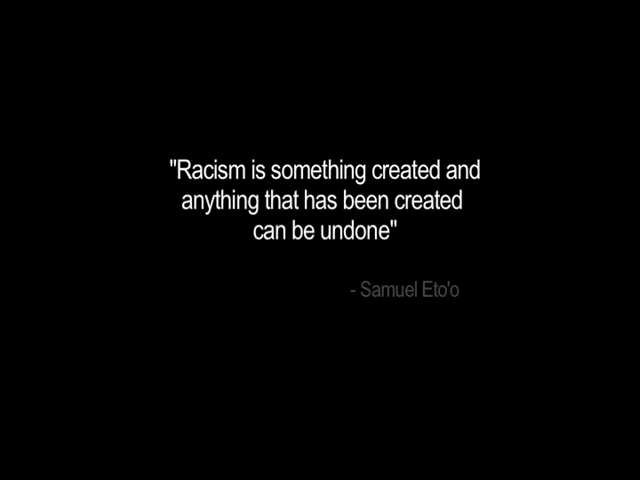 "Racism is something created and
anything that has been created
can be undone"
- Samuel Eto'o